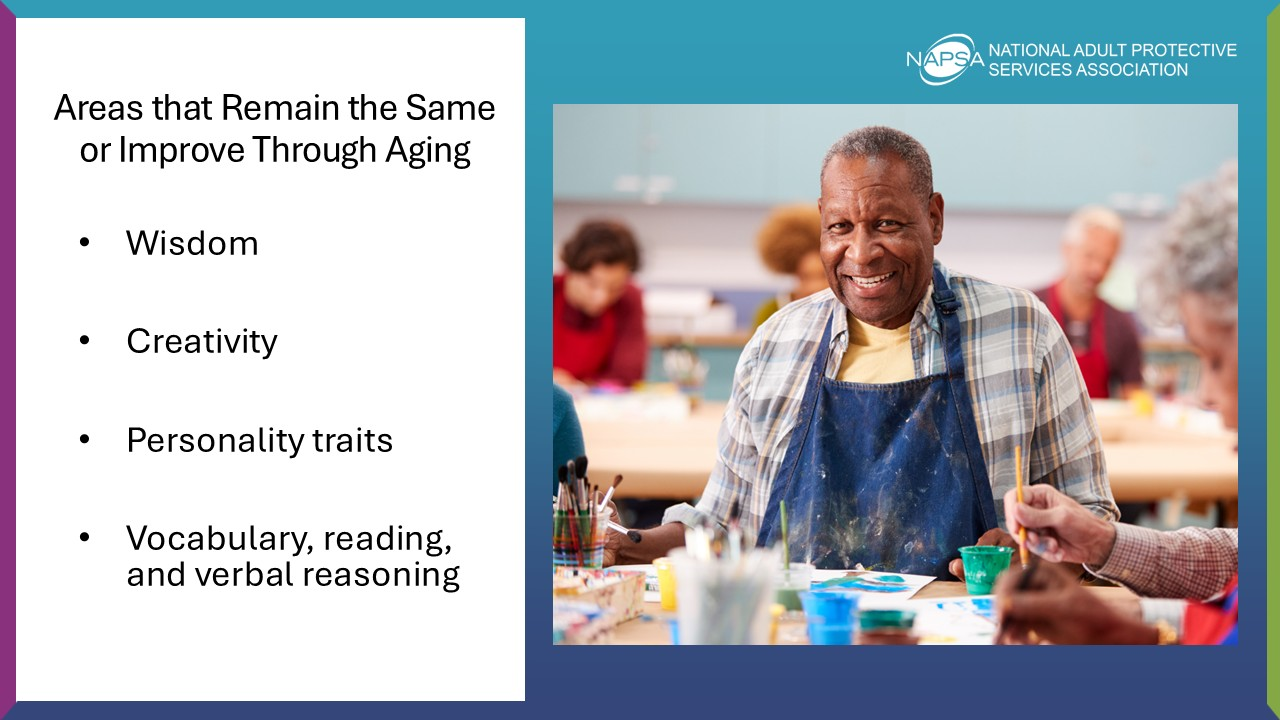 Areas that Remain the Same
or Improve Through Aging
• Wisdom
• Creativity
• Personality traits
• Vocabulary, reading,
and verbal reasoning
NAPSA
NATIONAL ADULT PROTECTIVE
SERVICES ASSOCIATION